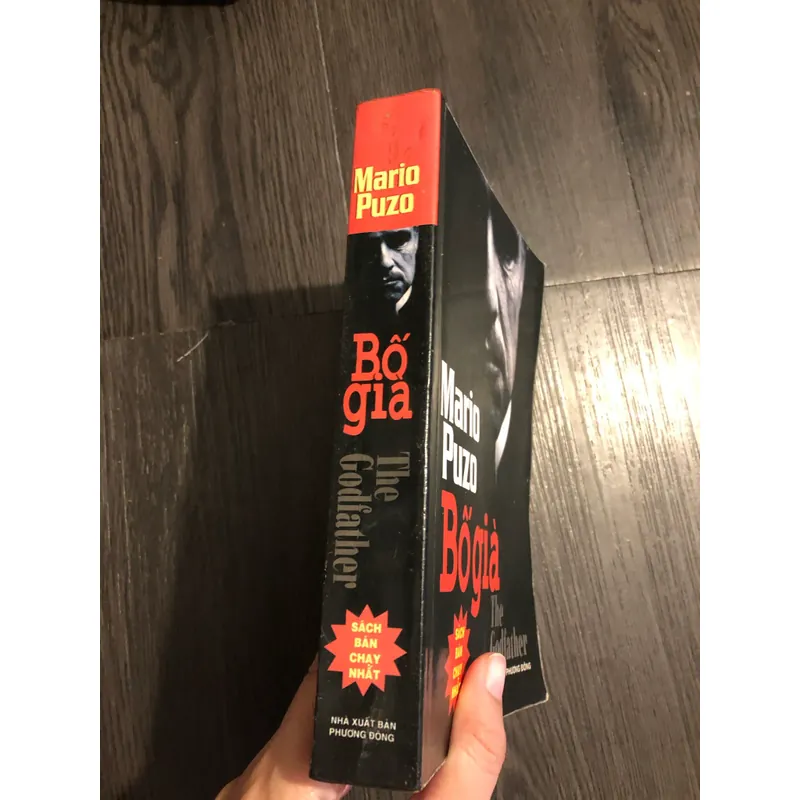 Mario
Puzo
Bố
già
The
Godfather
SÁCH
BÁN
CHẠY
NHẤT
NHÀ XUẤT BẢN
PHƯƠNG ĐÔNG
Mario
Puzo
Bố già
The
Godfather
SÁCH
BÁN
CHẠY
NHẤT
PHƯƠNG ĐÔNG